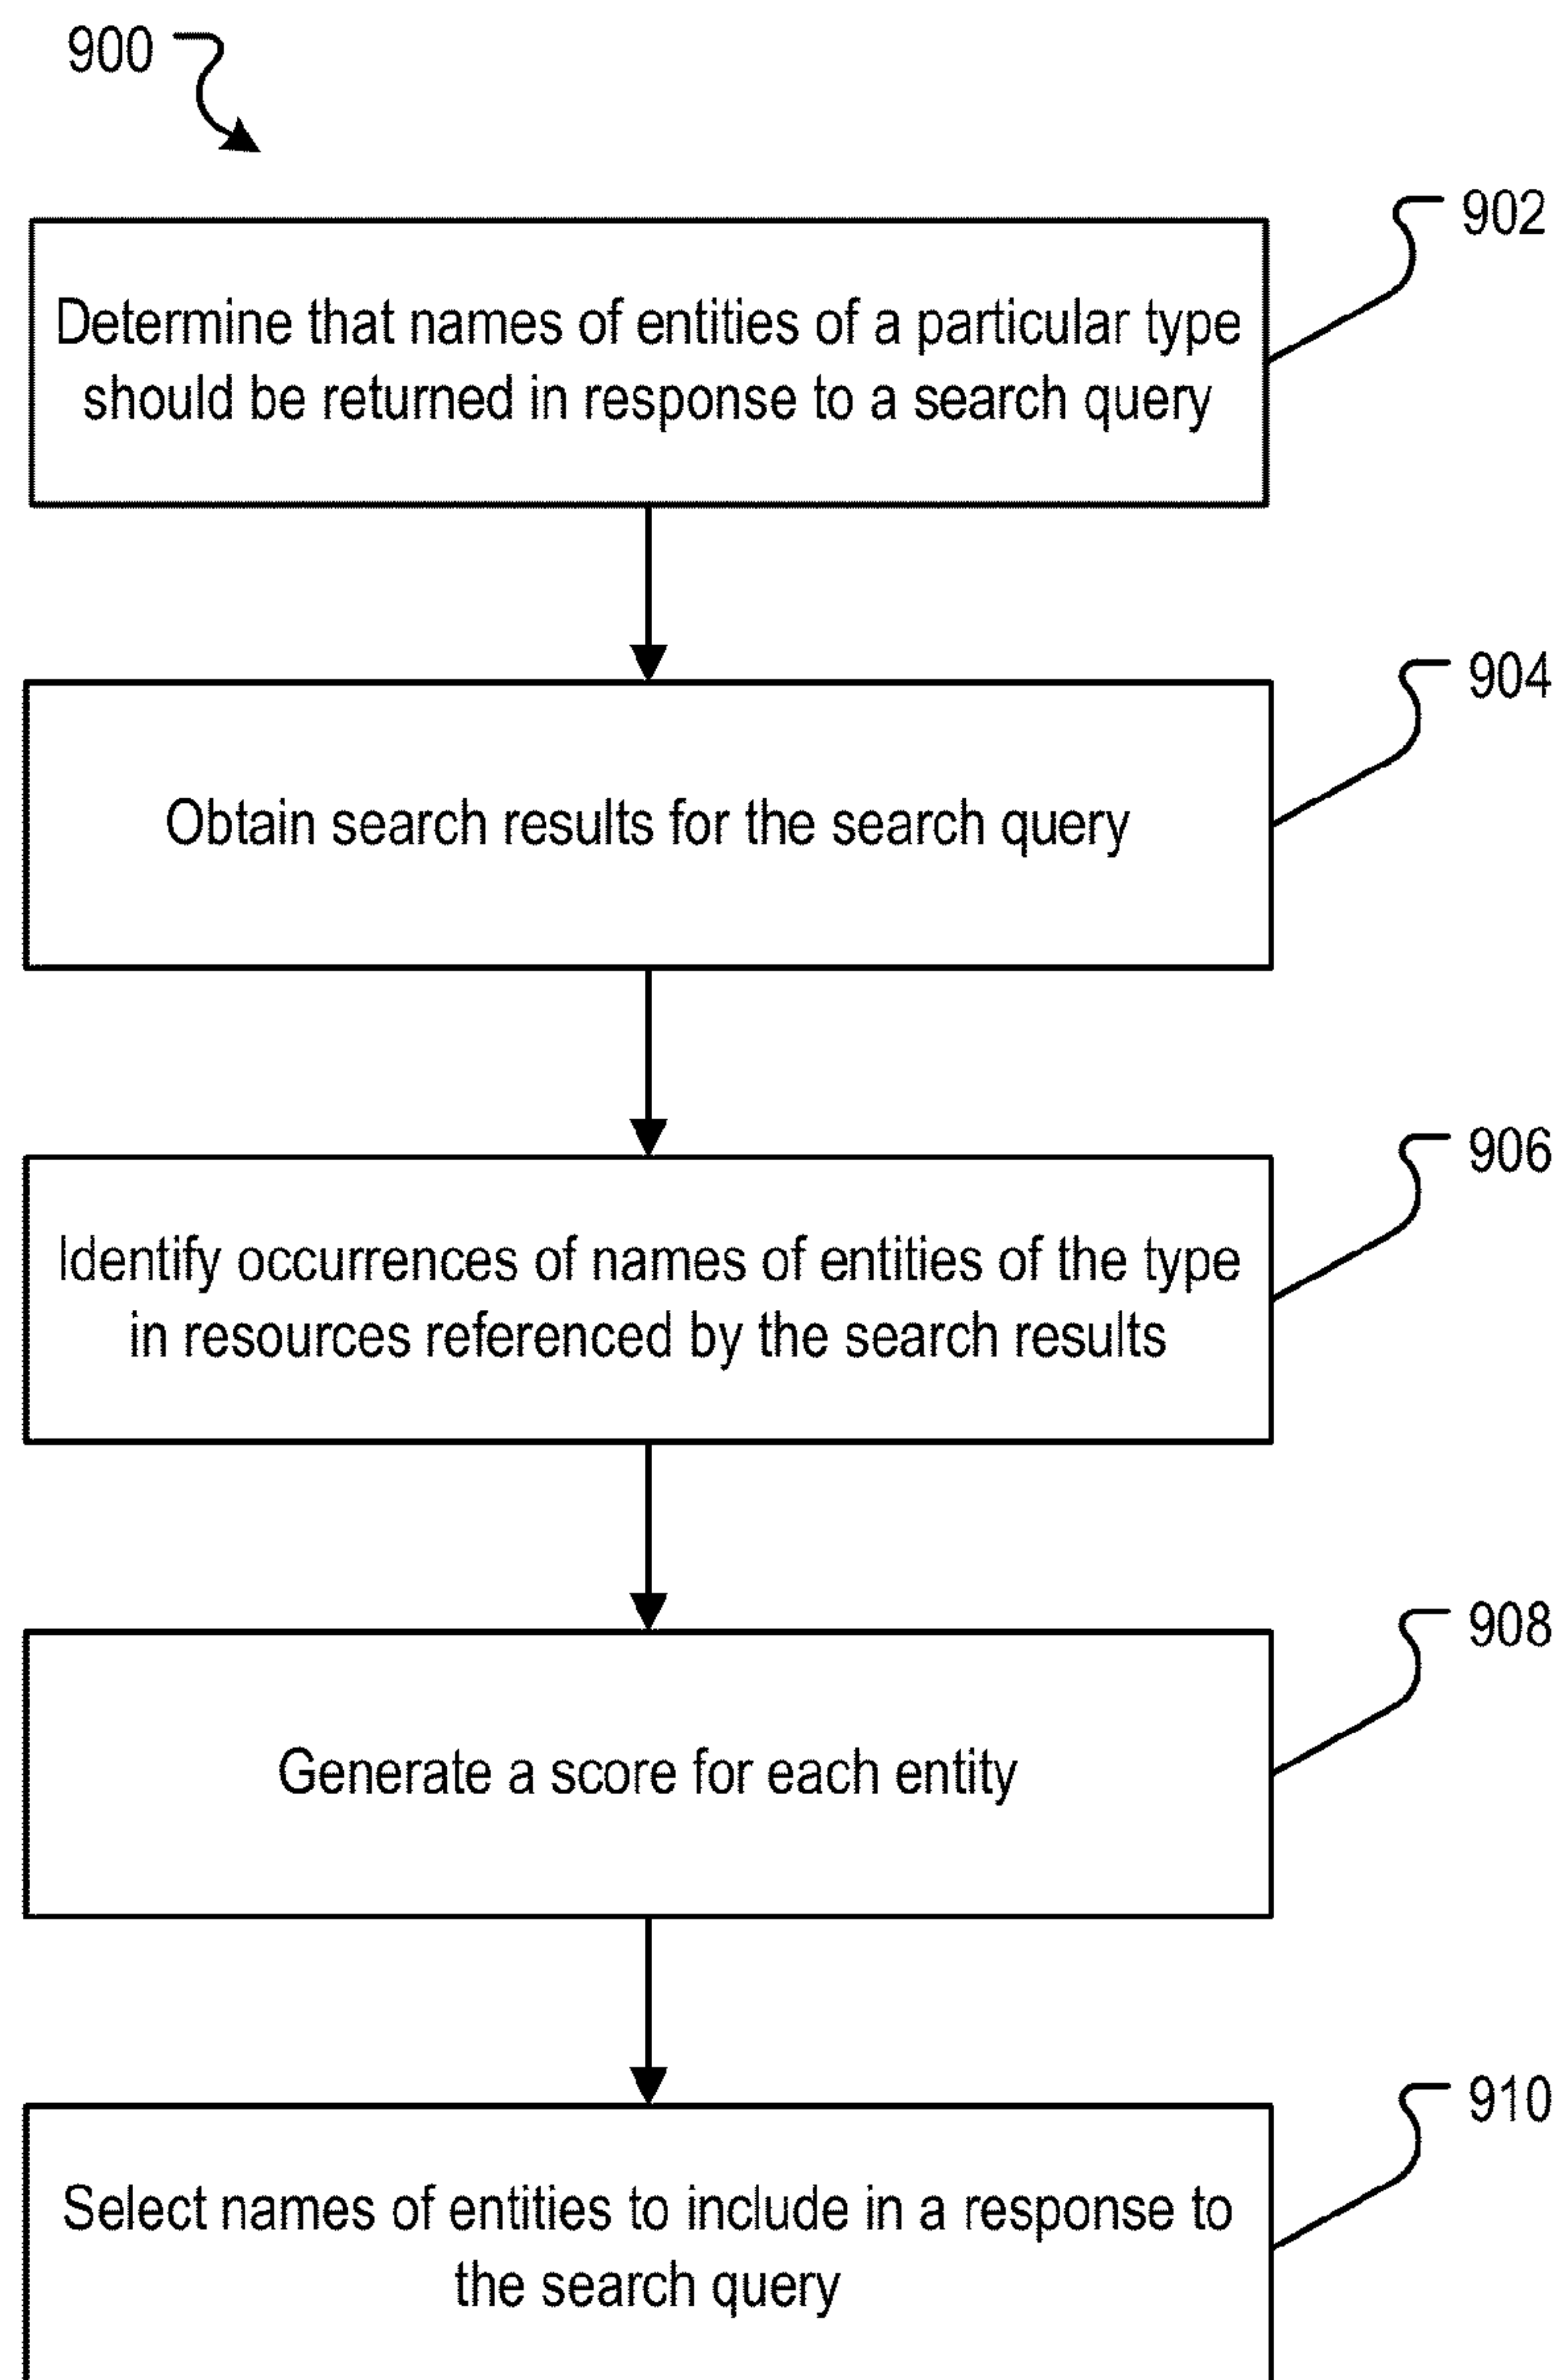 900
902
Determine that names of entities of a particular type
should be returned in response to a search query
904
Obtain search results for the search query
906
Identify occurrences of names of entities of the type
in resources referenced by the search results
908
Generate a score for each entity
910
Select names of entities to include in a response to
the search query